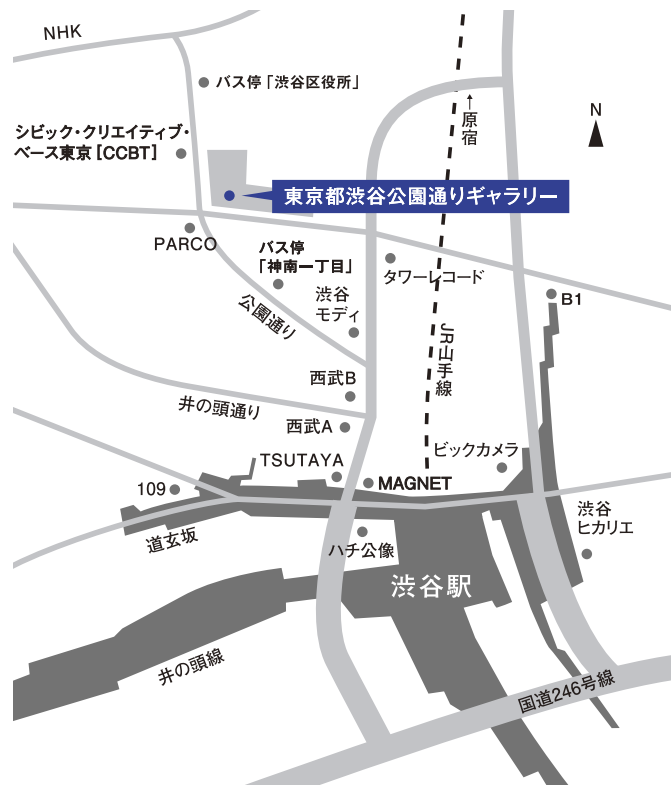 NHK
バス停「渋谷区役所」
シビック・クリエイティブ・
ベース東京［CCBT］
←原宿
N
東京都渋谷公園通りギャラリー
PARCO
バス停
「神南一丁目」
タワーレコード
公園通り
渋谷
モディ
B1
JR山手線
西武B
井の頭通り
西武A
ビックカメラ
TSUTAYA
MAGNET
109
渋谷
ヒカリエ
道玄坂
ハチ公像
渋谷駅
井の頭線
国道246号線